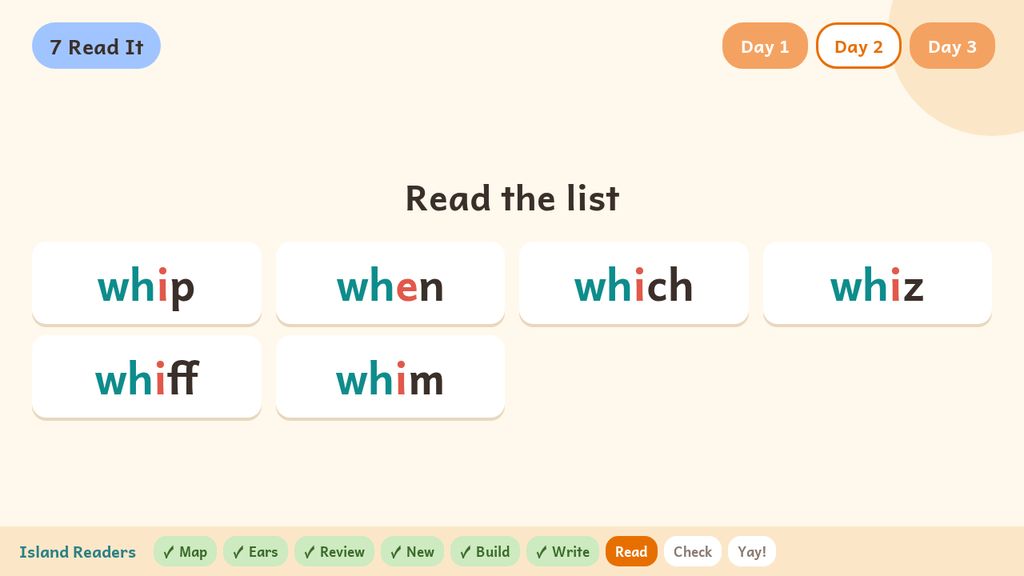 7 Read It
Day 1 Day 2 Day 3
Read the list
whip when which whiz
whiff whim
Island Readers ✓ Map ✓ Ears ✓ Review ✓ New ✓ Build ✓ Write Read Check Yay!